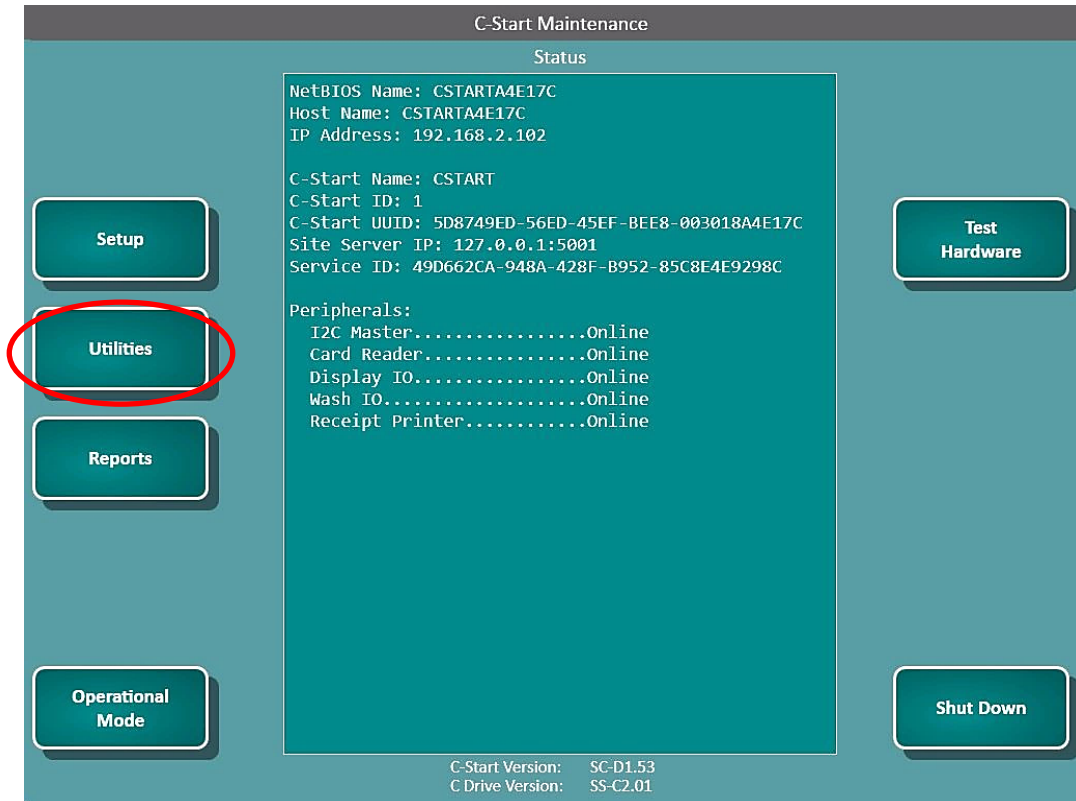 C-Start Maintenance
Status
NetBIOS Name: CSTARTA4E17C
Host Name: CSTARTA4E17C
IP Address: 192.168.2.102
C-Start Name: CSTART
C-Start ID: 1
C-Start UUID: 5D8749ED-56ED-45EF-BEE8-003018A4E17C
Site Server IP: 127.0.0.1:5001
Service ID: 49D662CA-948A-428F-B952-85C8E4E9298C
Peripherals:
I2C Master.................Online
Card Reader................Online
Display IO.................Online
Wash IO....................Online
Receipt Printer............Online
Setup
Utilities
Reports
Operational
Mode
Test
Hardware
Shut Down
C-Start Version: SC-D1.53
C Drive Version: SS-C2.01